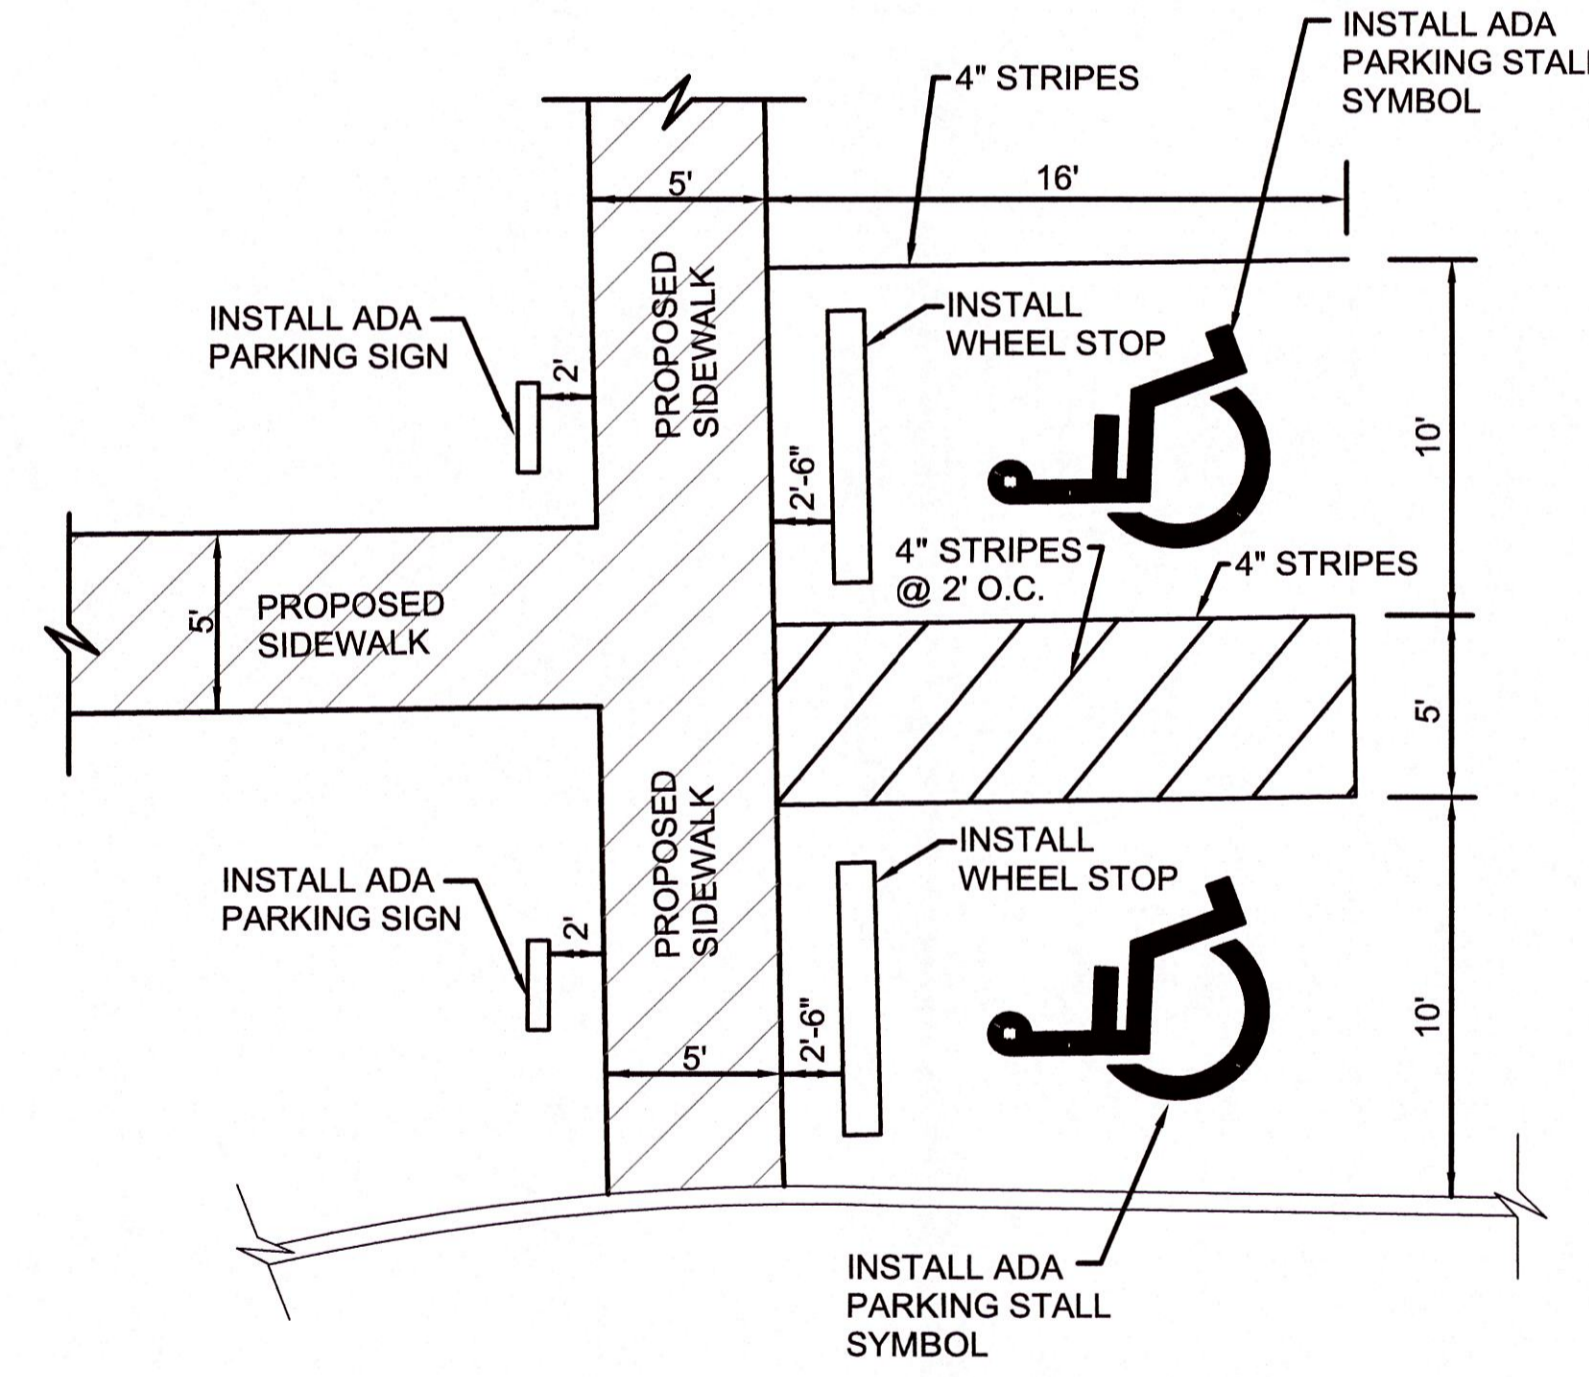 INSTALL ADA
PARKING STALL
SYMBOL
4" STRIPES
5'
16'
INSTALL ADA
PARKING SIGN
2'
PROPOSED
SIDEWALK
INSTALL
WHEEL STOP
10'
2'-6"
4" STRIPES
@ 2' O.C.
4" STRIPES
5'
PROPOSED
SIDEWALK
5'
PROPOSED
SIDEWALK
INSTALL
WHEEL STOP
INSTALL ADA
PARKING SIGN
2'
10'
5'
2'-6"
INSTALL ADA
PARKING STALL
SYMBOL